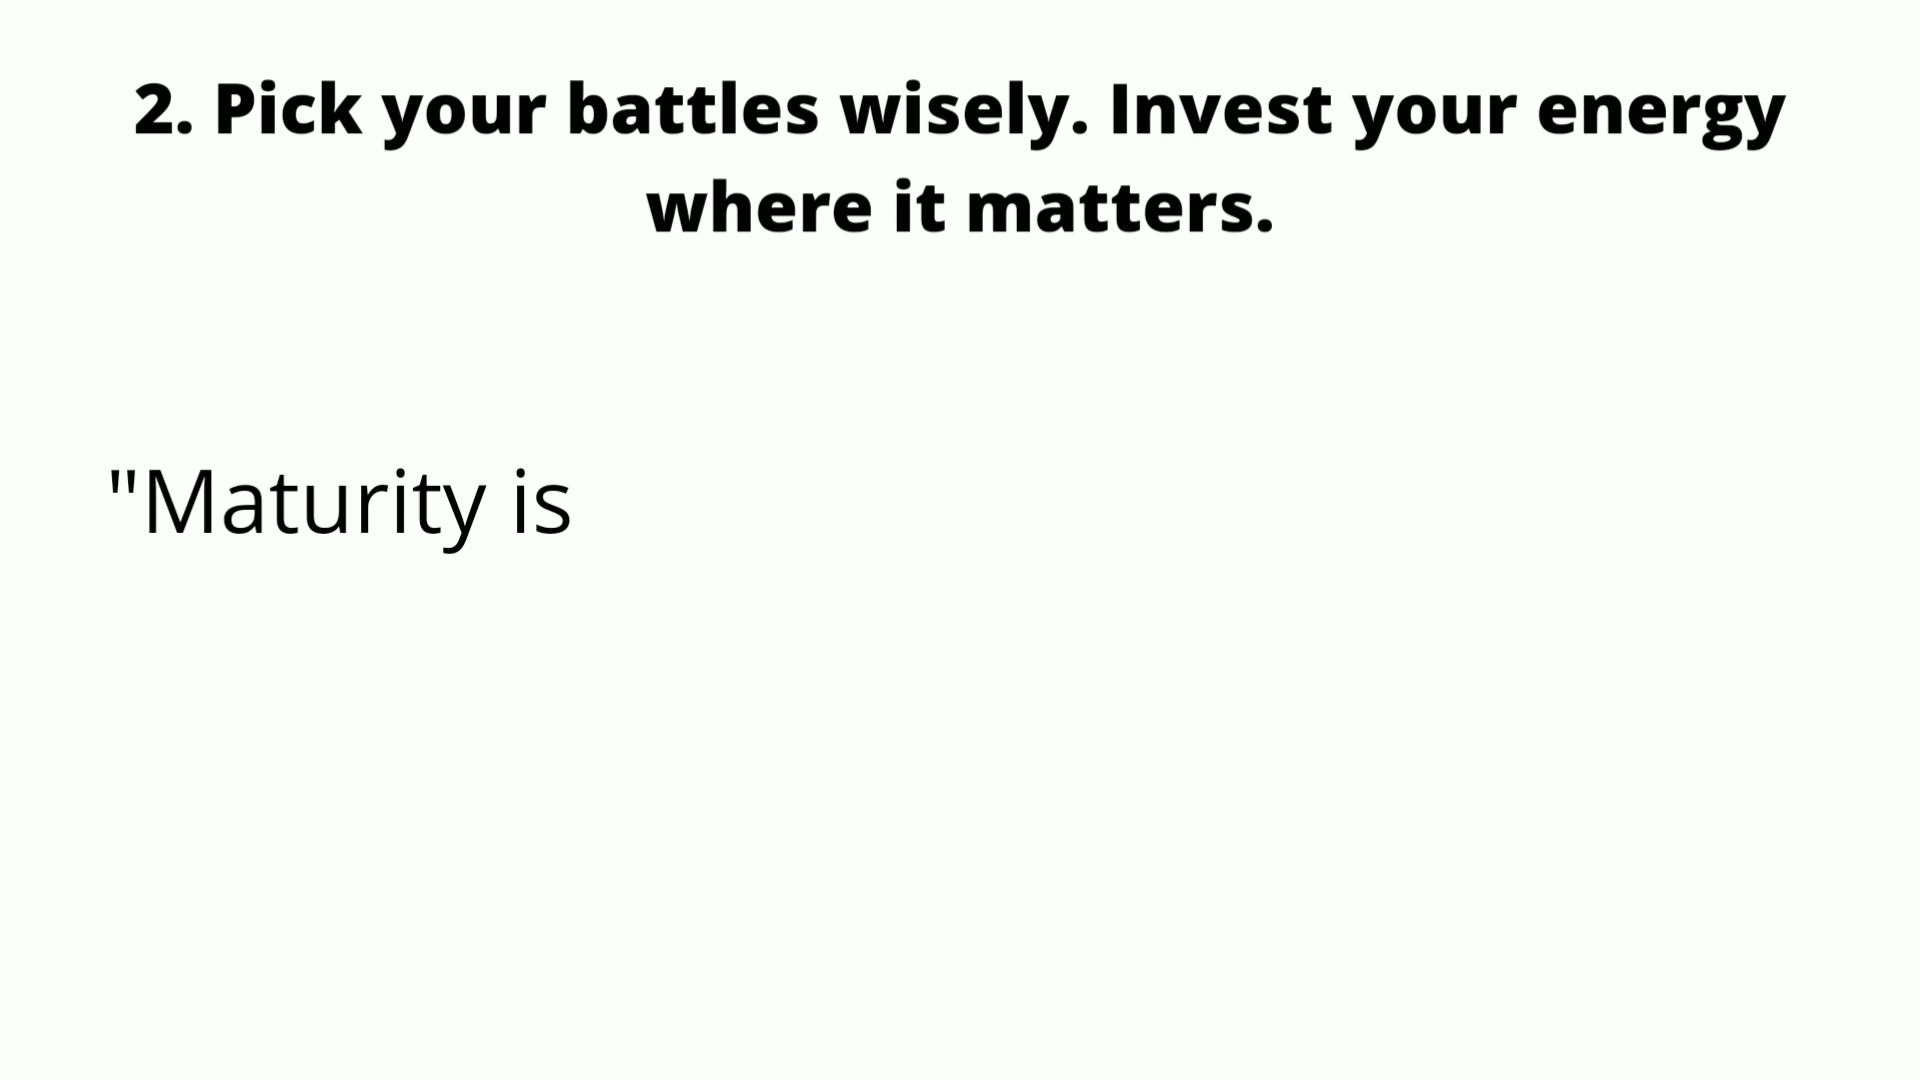 2. Pick your battles wisely. Invest your energy
where it matters.
"Maturity is